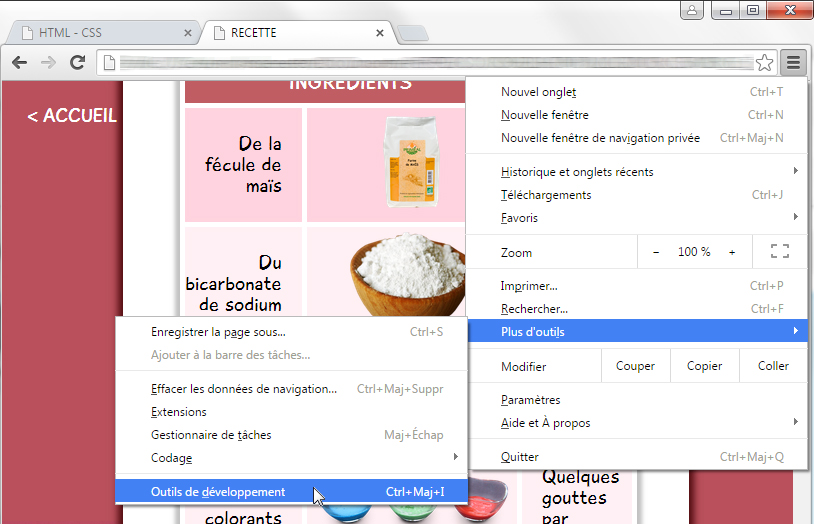 HTML - CSS
RECETTE
INGREDIENTS
< ACCUEIL
De la
fécule de
maïs
Du
bicarbonate
de sodium
colorants
Quelques
gouttes
par
Nouvel onglet Ctrl+T
Nouvelle fenêtre Ctrl+N
Nouvelle fenêtre de navigation privée Ctrl+Maj+N
Historique et onglets récents
Téléchargements Ctrl+J
Favoris
Zoom − 100 % +
Imprimer... Ctrl+P
Rechercher... Ctrl+F
Plus d'outils
Modifier Couper Copier Coller
Paramètres
Aide et À propos
Quitter Ctrl+Maj+Q
Enregistrer la page sous... Ctrl+S
Ajouter à la barre des tâches...
Effacer les données de navigation... Ctrl+Maj+Suppr
Extensions
Gestionnaire de tâches Maj+Échap
Codage
Outils de développement Ctrl+Maj+I